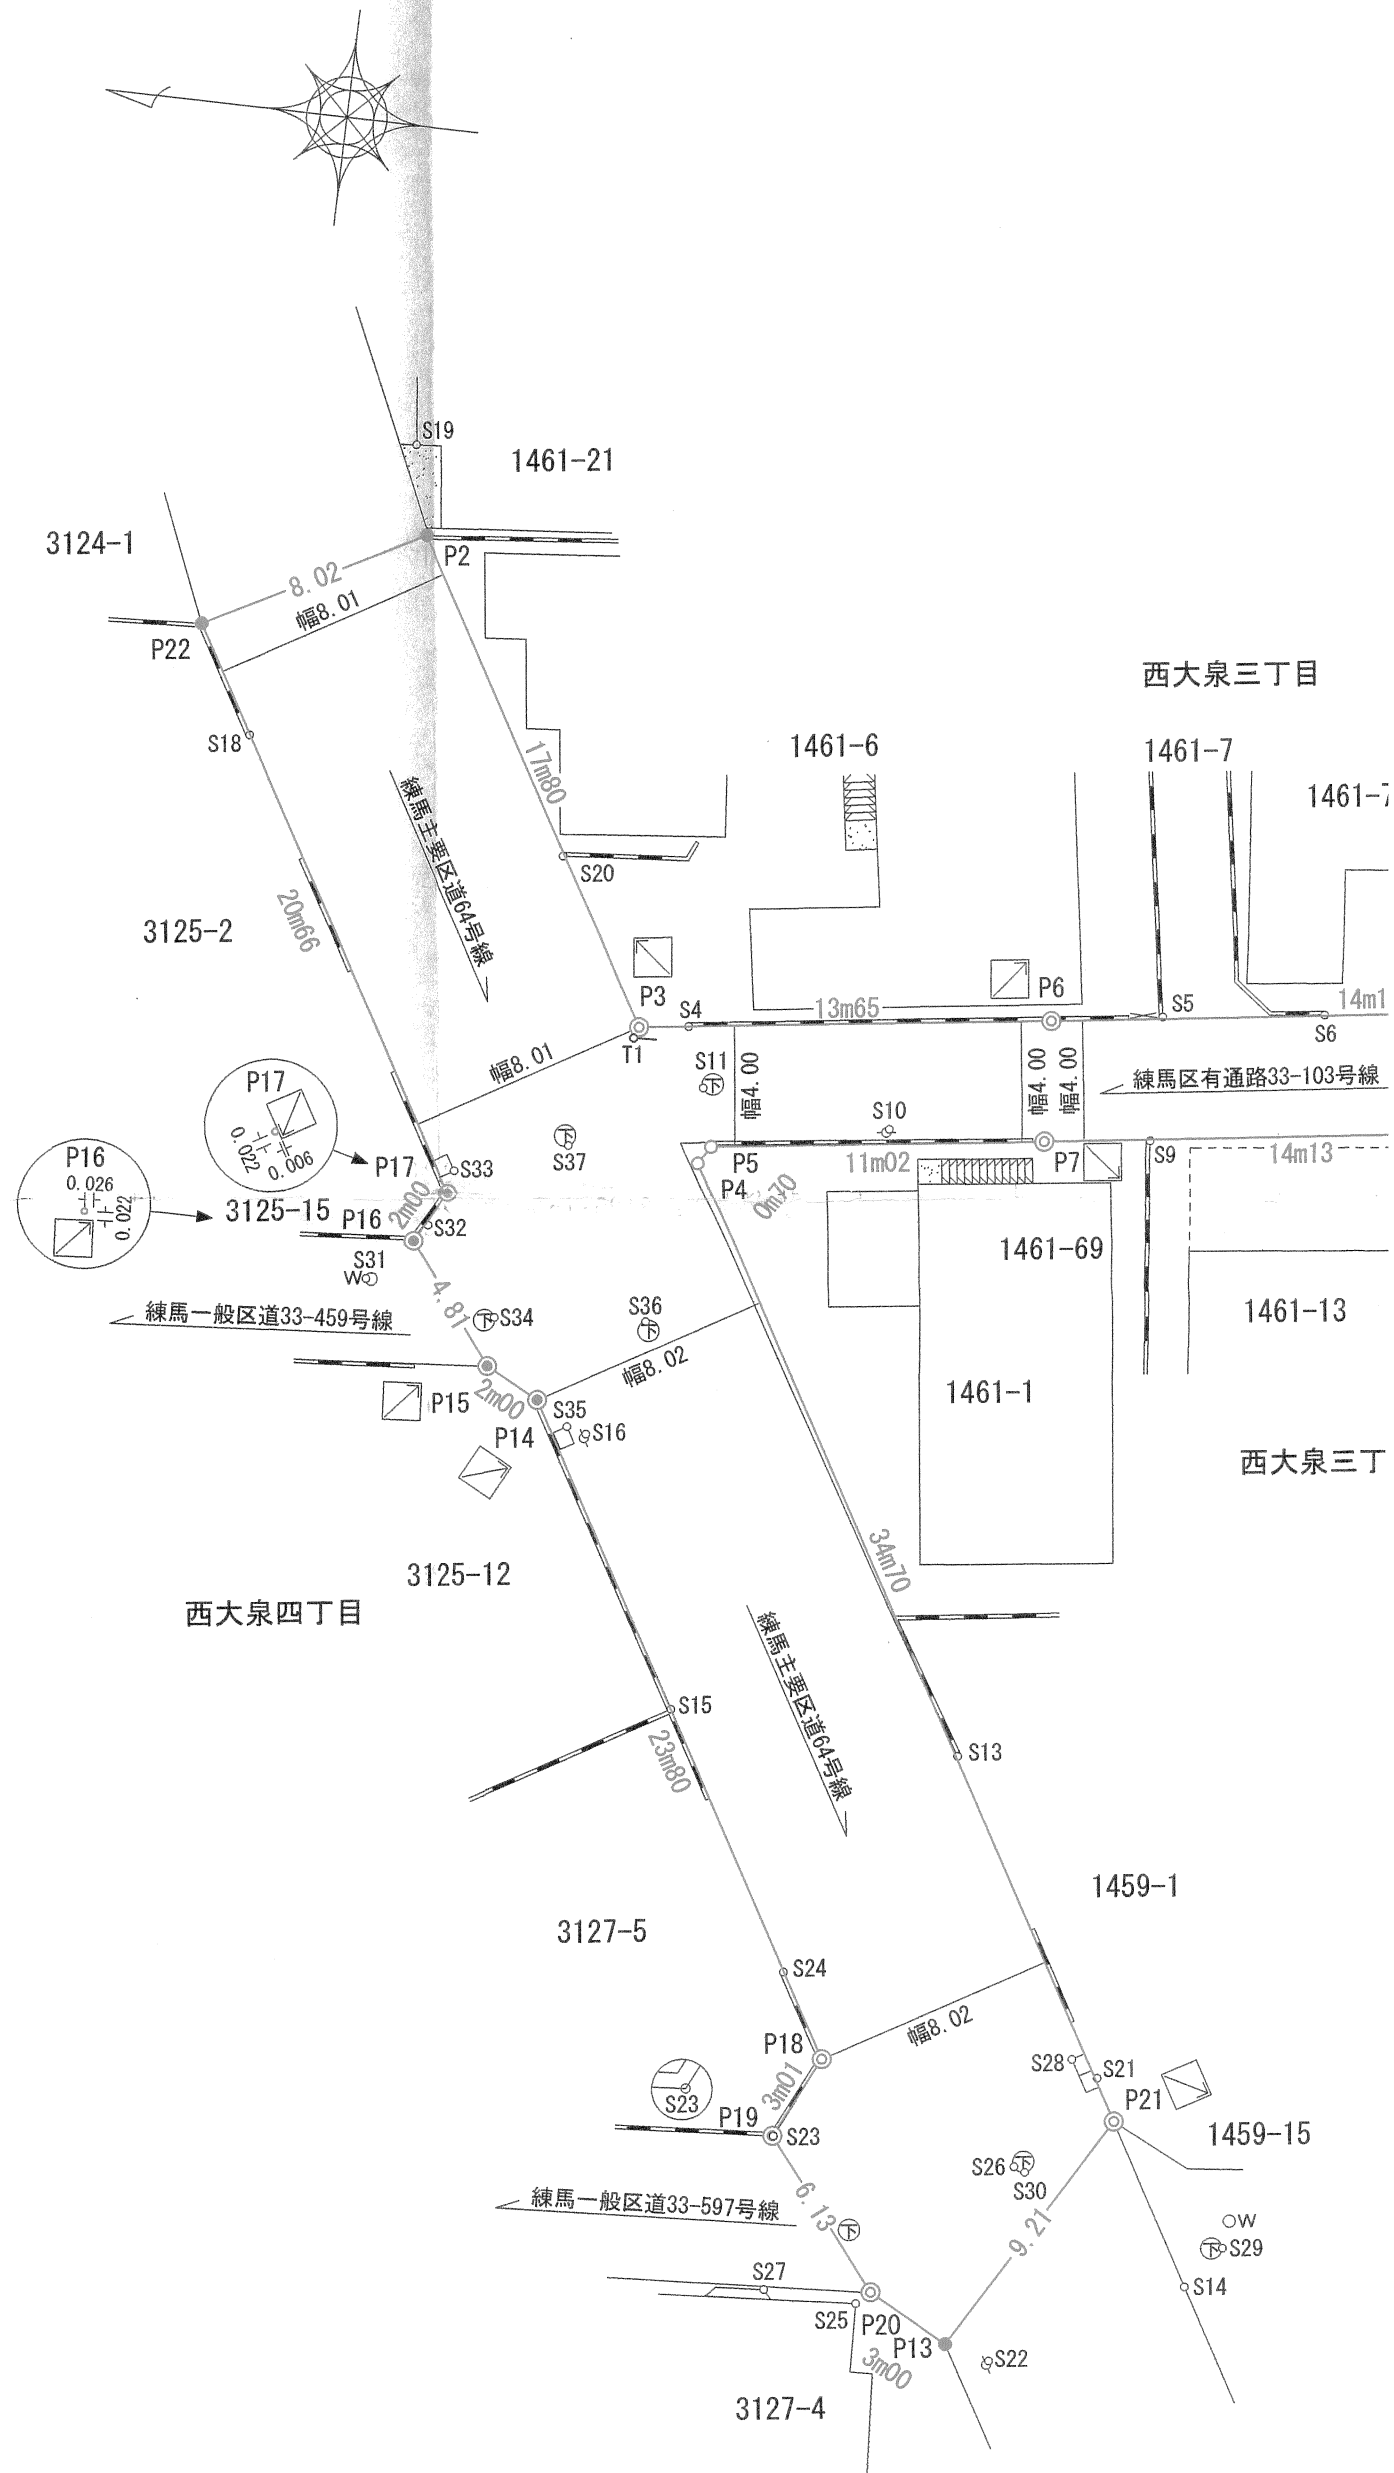 S19
1461-21
3124-1
P2
8.02
幅8.01
P22
西大泉三丁目
S18
1461-6
1461-7
17m80
1461-7
練馬主要区道64号線
S20
20m66
3125-2
P3
P6
S4
13m65
S5
14m1
S6
T1
幅8.01
S11
下
幅4.00
幅4.00
幅4.00
練馬区有通路33-103号線
P17
0.022
0.006
S10
下
S37
P17
S33
P5
11m02
P7
S9
14m13
P16
0.026
0.022
P4
0m70
2m00
3125-15
P16
S32
S31
W
1461-69
4.81
練馬一般区道33-459号線
下
S34
S36
下
1461-13
幅8.02
P15
2m00
1461-1
S35
S16
P14
西大泉三丁
34m70
3125-12
西大泉四丁目
練馬主要区道64号線
S15
23m80
S13
1459-1
3127-5
S24
幅8.02
P18
S28
S21
3m01
S23
P21
P19
S23
1459-15
S26
下
S30
6.13
練馬一般区道33-597号線
下
9.21
W
下
S29
S27
S14
S25
P20
P13
S22
3m00
3127-4